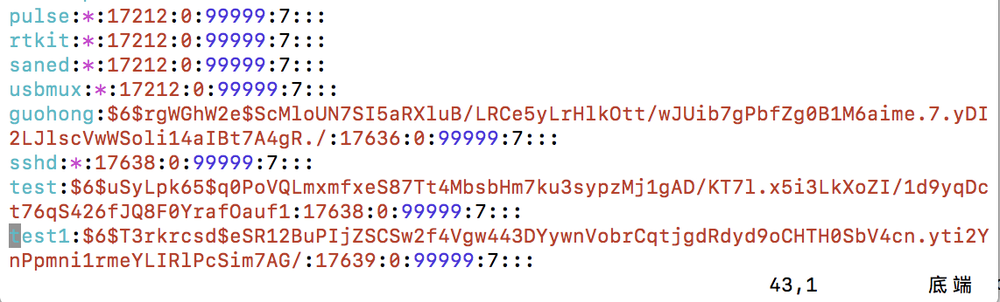 pulse:*:17212:0:99999:7:::
rtkit:*:17212:0:99999:7:::
saned:*:17212:0:99999:7:::
usbmux:*:17212:0:99999:7:::
guohong:$6$rgWGhW2e$ScMloUN7SI5aRXluB/LRCe5yLrHlkOtt/wJUib7gPbfZg0B1M6aime.7.yDI
2LJlscVwWSoli14aIBt7A4gR./:17636:0:99999:7:::
sshd:*:17638:0:99999:7:::
test:$6$uSyLpk65$q0PoVQLmxmfxeS87Tt4MbsbHm7ku3sypzMj1gAD/KT7l.x5i3LkXoZI/1d9yqDc
t76qS426fJQ8F0YrafOauf1:17638:0:99999:7:::
test1:$6$T3rkrcsd$eSR12BuPIjZSCSw2f4Vgw443DYywnVobrCqtjgdRdyd9oCHTH0SbV4cn.yti2Y
nPpmni1rmeYLIRlPcSim7AG/:17639:0:99999:7:::
43,1 底端